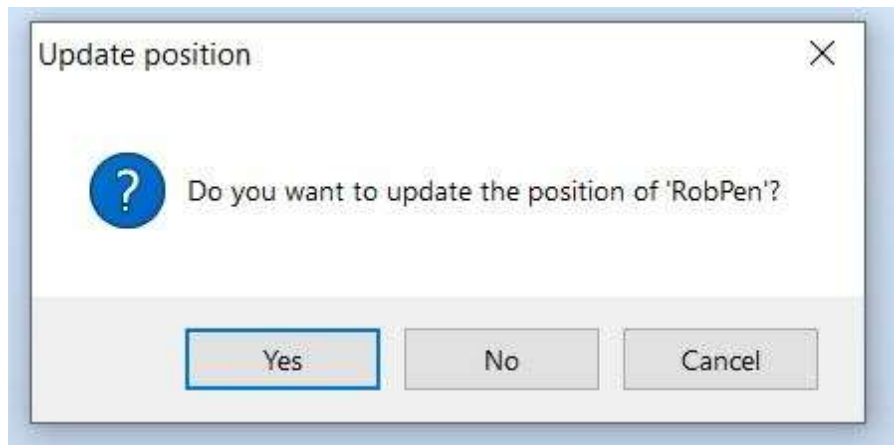 Update position
Do you want to update the position of 'RobPen'?
Yes
No
Cancel